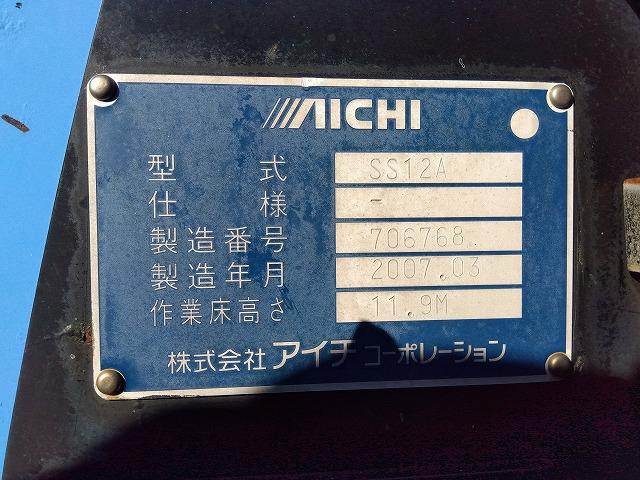 AICHI
型式 SS12A
仕様 -
製造番号 706768
製造年月 2007.03
作業床高さ 11.9M
株式会社 アイチ コーポレーション